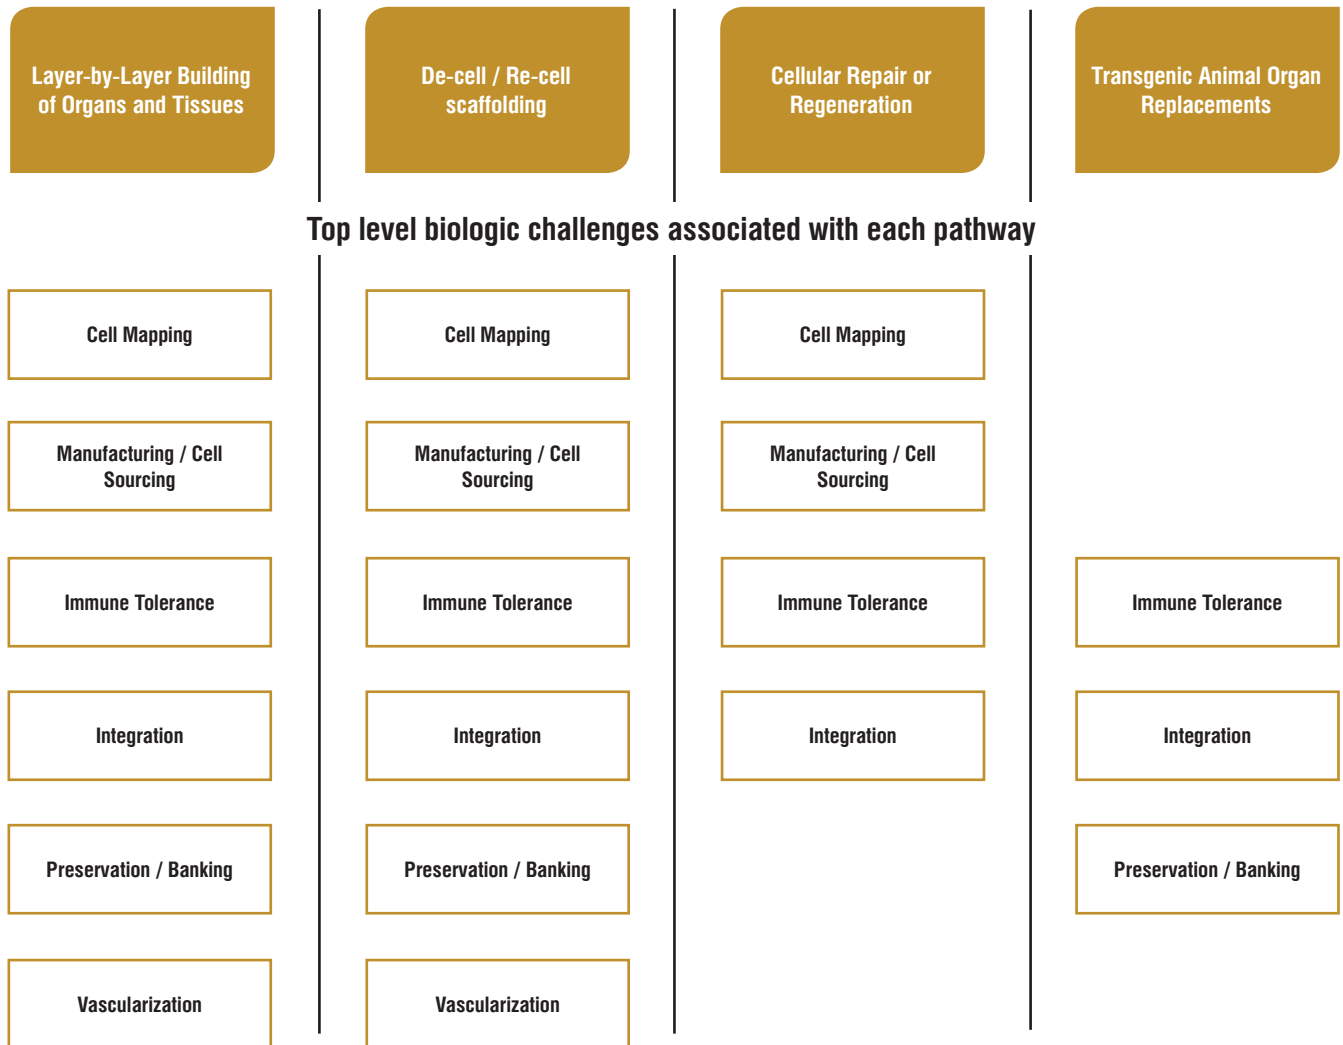 Layer-by-Layer Building
of Organs and Tissues
De-cell / Re-cell
scaffolding
Cellular Repair or
Regeneration
Transgenic Animal Organ
Replacements
Top level biologic challenges associated with each pathway
Cell Mapping
Cell Mapping
Cell Mapping
Manufacturing / Cell
Sourcing
Manufacturing / Cell
Sourcing
Manufacturing / Cell
Sourcing
Immune Tolerance
Immune Tolerance
Immune Tolerance
Immune Tolerance
Integration
Integration
Integration
Integration
Preservation / Banking
Preservation / Banking
Preservation / Banking
Vascularization
Vascularization